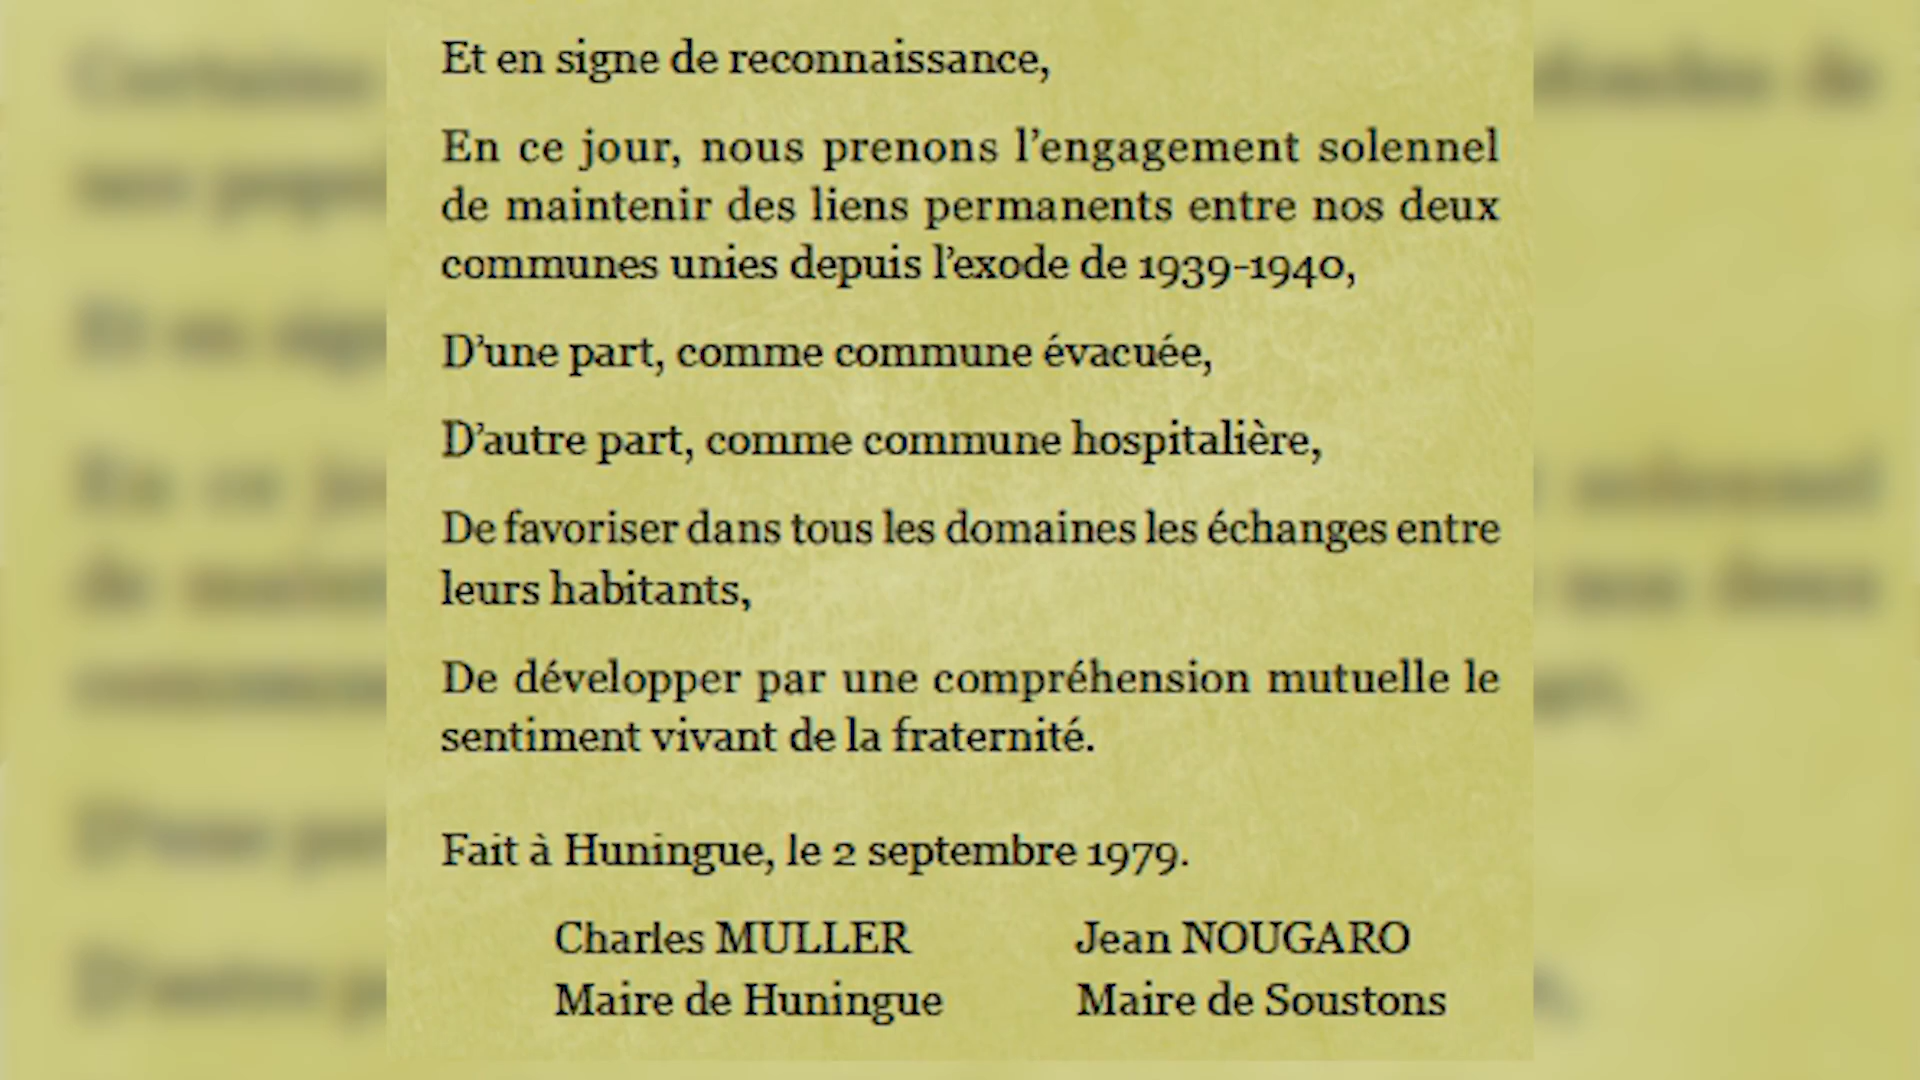 Et en signe de reconnaissance,
En ce jour, nous prenons l’engagement solennel
de maintenir des liens permanents entre nos deux
communes unies depuis l’exode de 1939-1940,
D’une part, comme commune évacuée,
D’autre part, comme commune hospitalière,
De favoriser dans tous les domaines les échanges entre
leurs habitants,
De développer par une compréhension mutuelle le
sentiment vivant de la fraternité.
Fait à Huningue, le 2 septembre 1979.
Charles MULLER Jean NOUGARO
Maire de Huningue Maire de Soustons